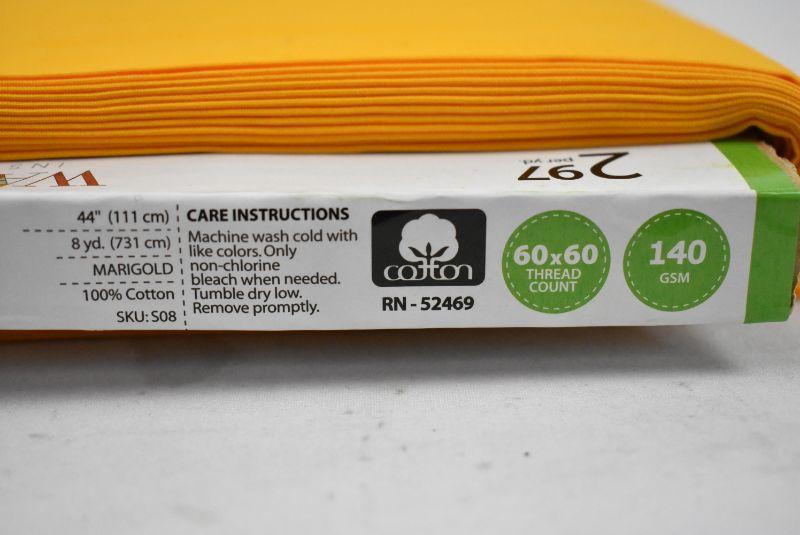 2 97
per yd.
44" (111 cm)
8 yd. (731 cm)
MARIGOLD
100% Cotton
SKU: S08
CARE INSTRUCTIONS
Machine wash cold with
like colors. Only
non-chlorine
bleach when needed.
Tumble dry low.
Remove promptly.
cotton
RN - 52469
60x60
THREAD
COUNT
140
GSM